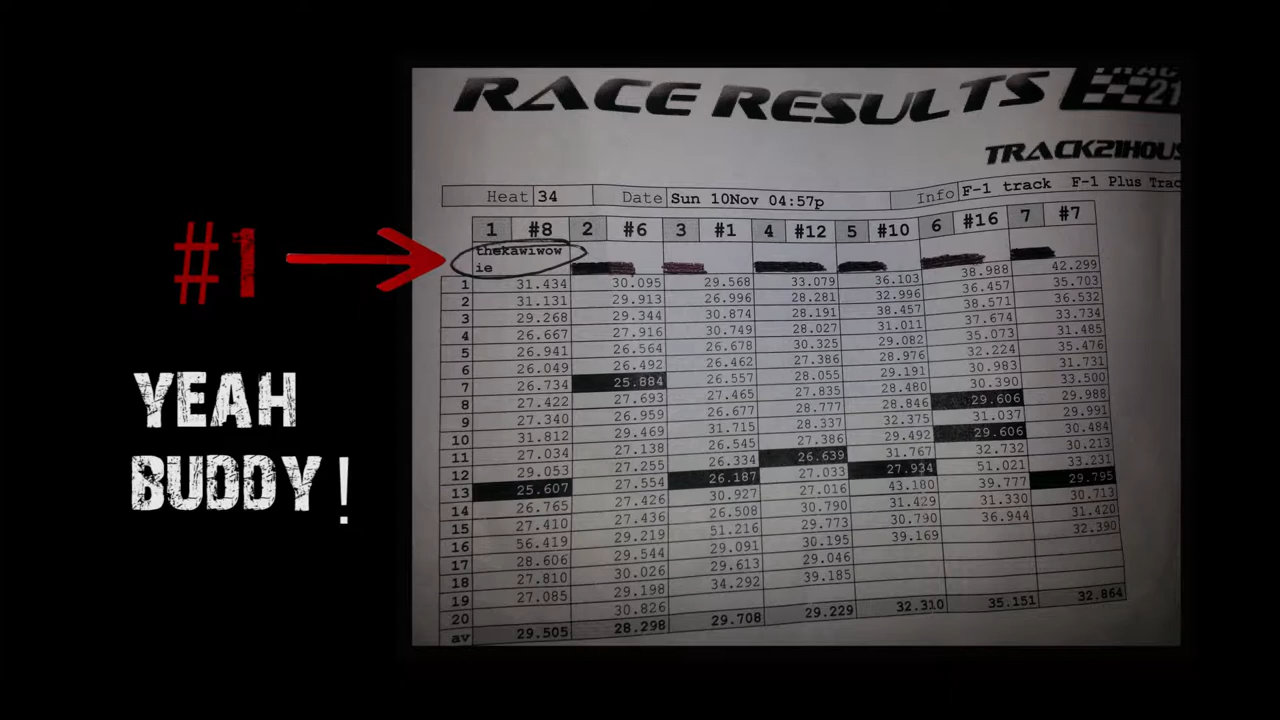 #1
YEAH
BUDDY!
RACE RESULTS
TRACK
21
TRACK21HOUS
Heat 34 Date Sun 10Nov 04:57p Info F-1 track F-1 Plus Trac
1 #8 2 #6 3 #1 4 #12 5 #10 6 #16 7 #7
thekawiwow
ie
1 31.434 30.095 29.568 33.079 36.103 38.988 42.299
2 31.131 29.913 26.996 28.281 32.996 36.457 35.703
3 29.268 29.344 30.874 28.191 38.457 38.571 36.532
4 26.667 27.916 30.749 28.027 31.011 37.674 33.734
5 26.941 26.564 26.678 30.325 29.082 35.073 31.485
6 26.049 26.492 26.462 27.386 28.976 32.224 35.476
7 26.734 25.884 26.557 28.055 29.191 30.983 31.731
8 27.422 27.693 27.465 27.835 28.480 30.390 33.500
9 27.340 26.959 26.677 28.777 28.846 29.606 29.988
10 31.812 29.469 31.715 28.337 32.375 31.037 29.991
11 27.034 27.138 26.545 27.386 29.492 29.606 30.484
12 29.053 27.255 26.334 26.639 31.767 32.732 30.213
13 25.607 27.554 26.187 27.033 27.934 51.021 33.231
14 26.765 27.426 30.927 27.016 43.180 39.777 29.795
15 27.410 27.436 26.508 30.790 31.429 31.330 30.713
16 56.419 29.219 51.216 29.773 30.790 36.944 31.420
17 28.606 29.544 29.091 30.195 39.169 32.390
18 27.810 30.026 29.613 29.046
19 27.085 29.198 34.292 39.185
20 30.826
av 29.505 28.298 29.708 29.229 32.310 35.151 32.864